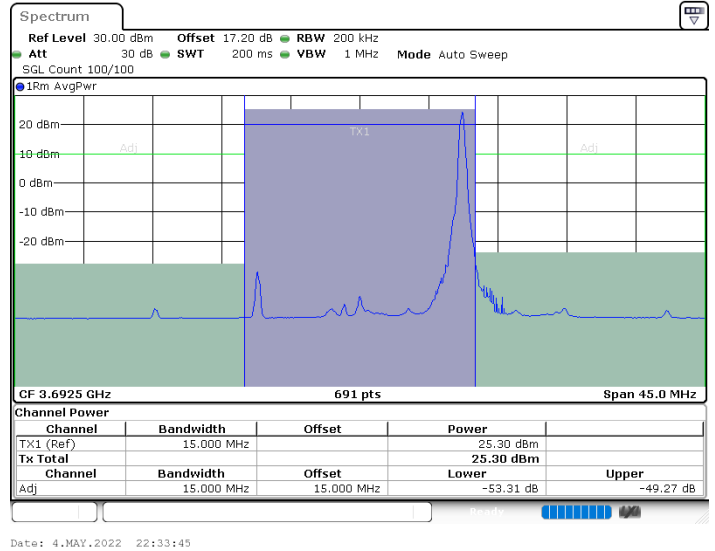 Spectrum
Ref Level 30.00 dBm Offset 17.20 dB RBW 200 kHz
Att 30 dB SWT 200 ms VBW 1 MHz Mode Auto Sweep
SGL Count 100/100
1Rm AvgPwr
20 dBm
TX1
Adj Adj
10 dBm
0 dBm
-10 dBm
-20 dBm
CF 3.6925 GHz 691 pts Span 45.0 MHz
Channel Power
Channel Bandwidth Offset Power
TX1 (Ref) 15.000 MHz 25.30 dBm
Tx Total 25.30 dBm
Channel Bandwidth Offset Lower Upper
Adj 15.000 MHz 15.000 MHz -53.31 dB -49.27 dB
Ready
Date: 4.MAY.2022 22:33:45